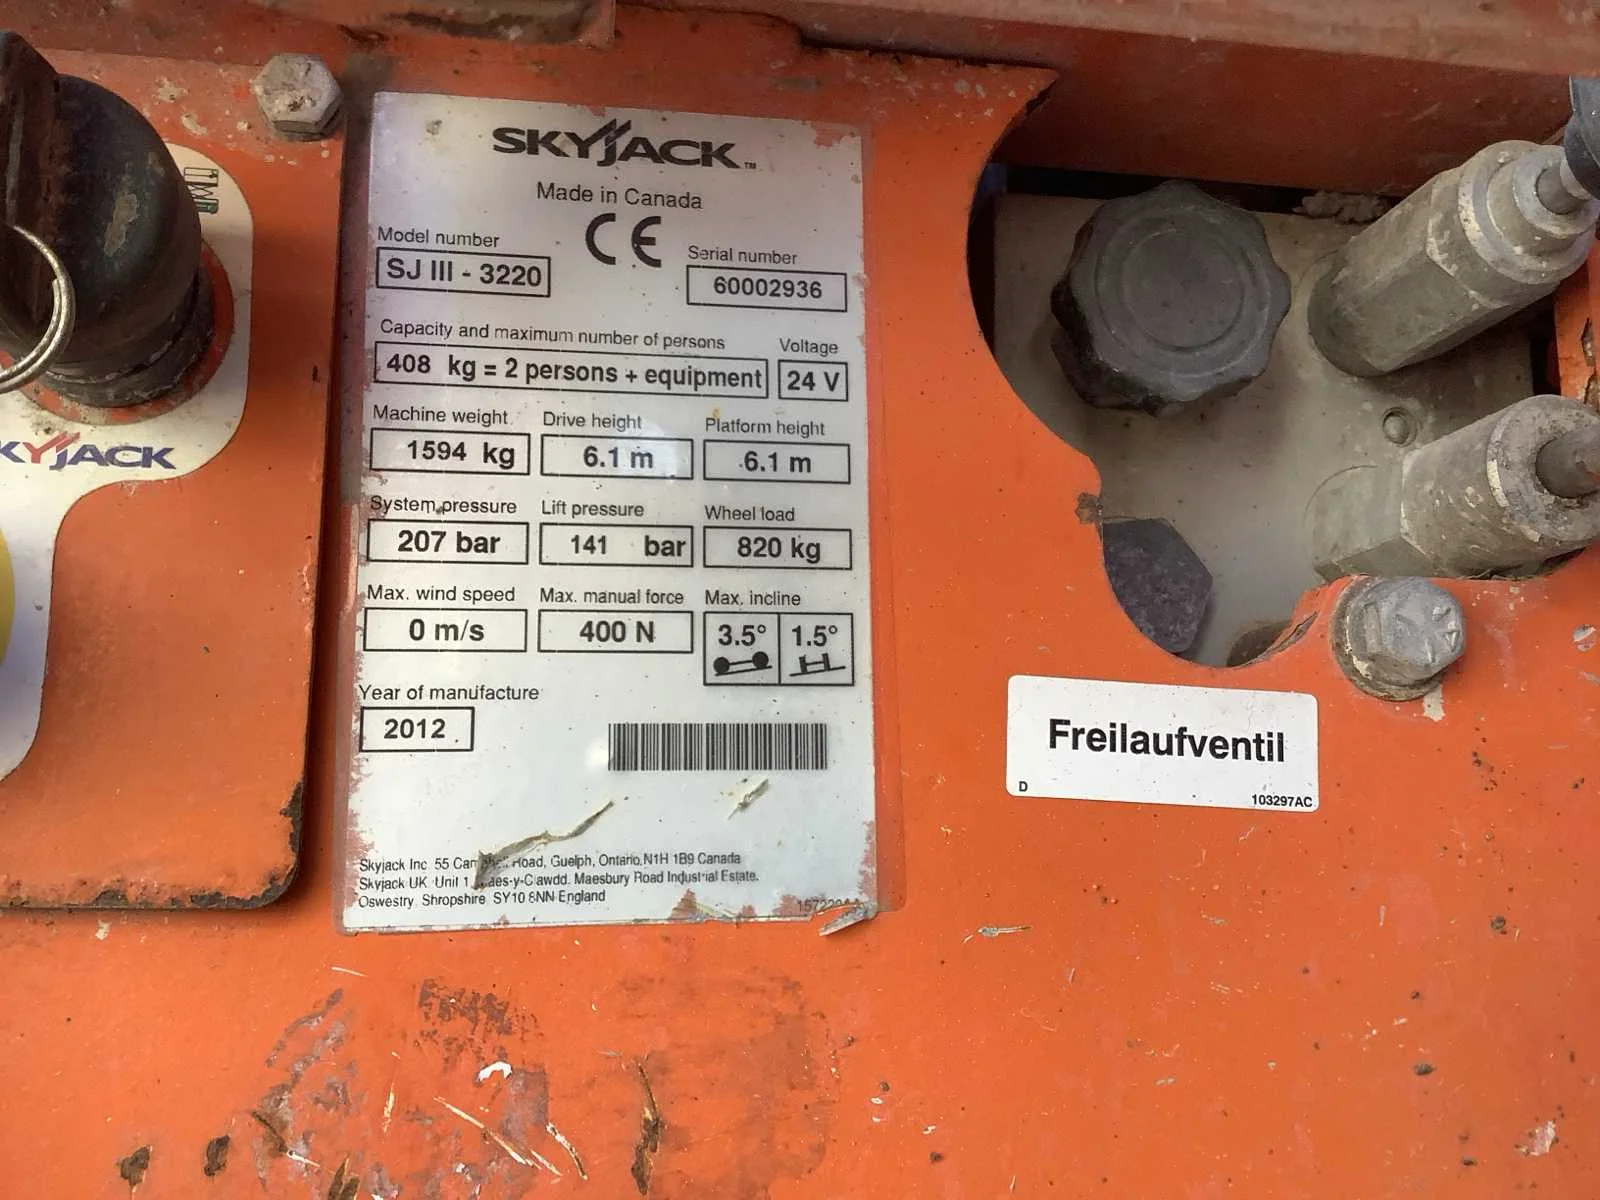 SKYJACK™
Made in Canada
CE
Model number
SJ III - 3220
Serial number
60002936
Capacity and maximum number of persons
408 kg = 2 persons + equipment
Voltage
24 V
Machine weight
1594 kg
Drive height
6.1 m
Platform height
6.1 m
System pressure
207 bar
Lift pressure
141 bar
Wheel load
820 kg
Max. wind speed
0 m/s
Max. manual force
400 N
Max. incline
3.5° 1.5°
Year of manufacture
2012
Skyjack Inc 55 Road, Guelph, Ontario, N1H 1B9 Canada
Skyjack UK Unit 1 Maesbury Road Industrial Estate.
Oswestry Shropshire SY10 8NN England
KYJACK
Freilaufventil
D
103297AC